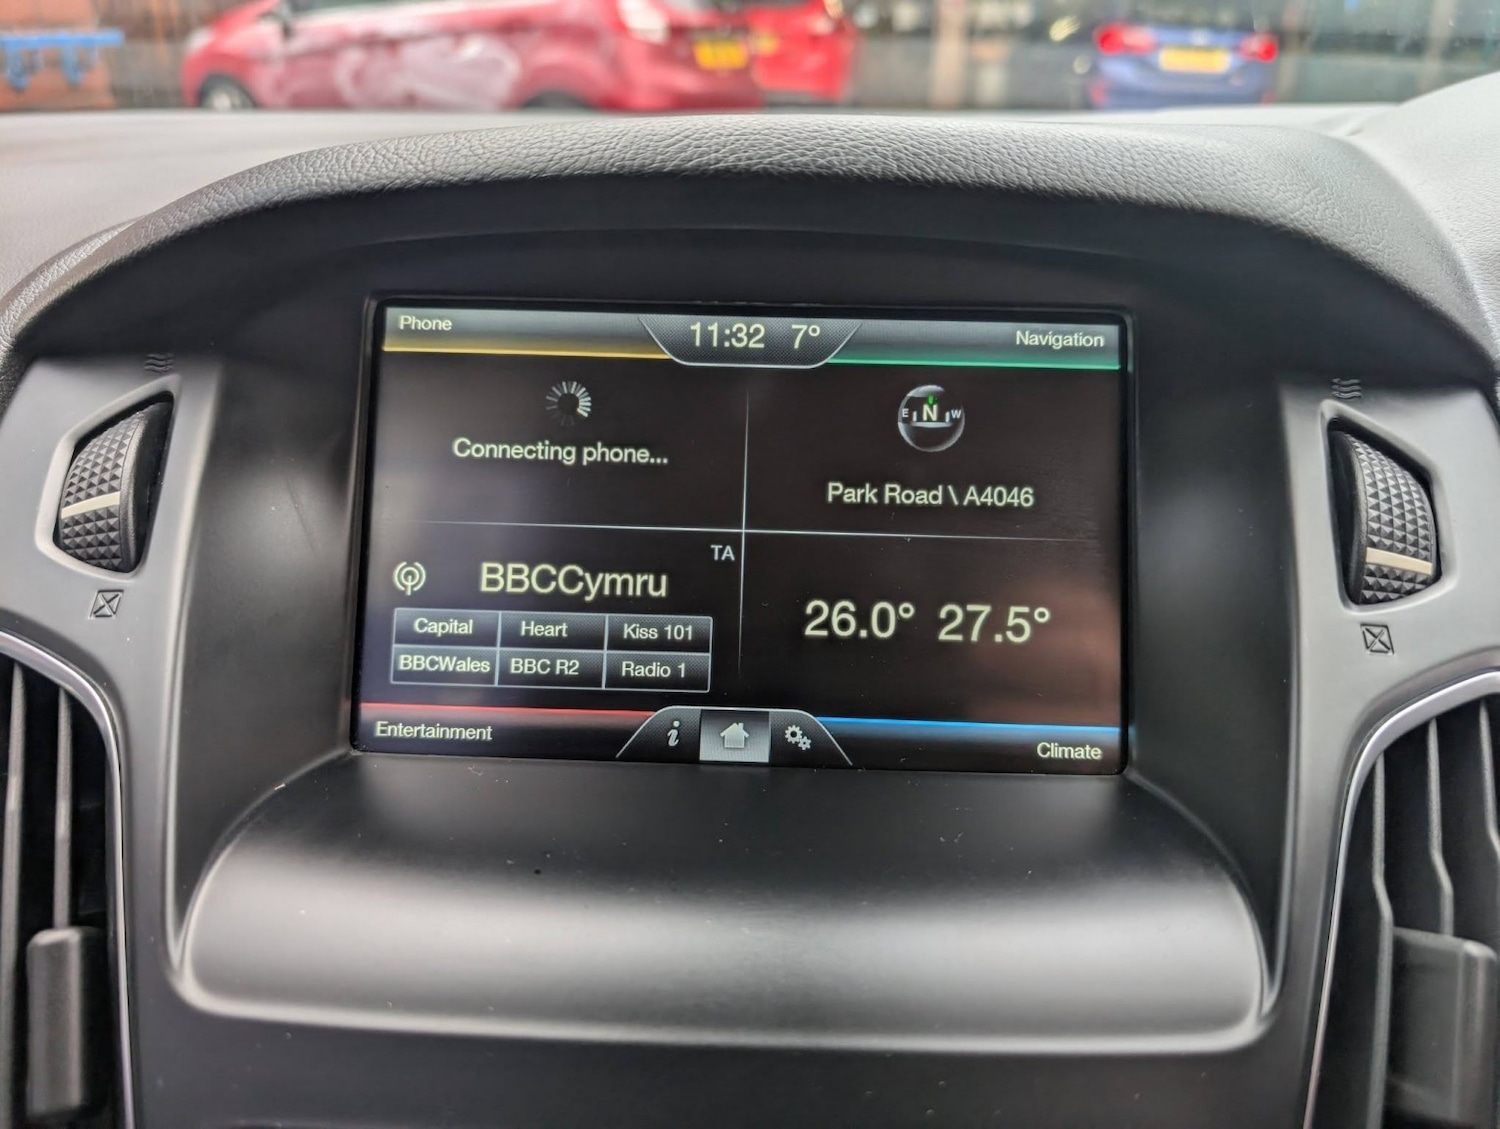 Phone
11:32 7°
Navigation
Connecting phone...
E N W
Park Road \ A4046
TA
BBCCymru
Capital Heart Kiss 101
BBCWales BBC R2 Radio 1
26.0° 27.5°
Entertainment
i
Climate